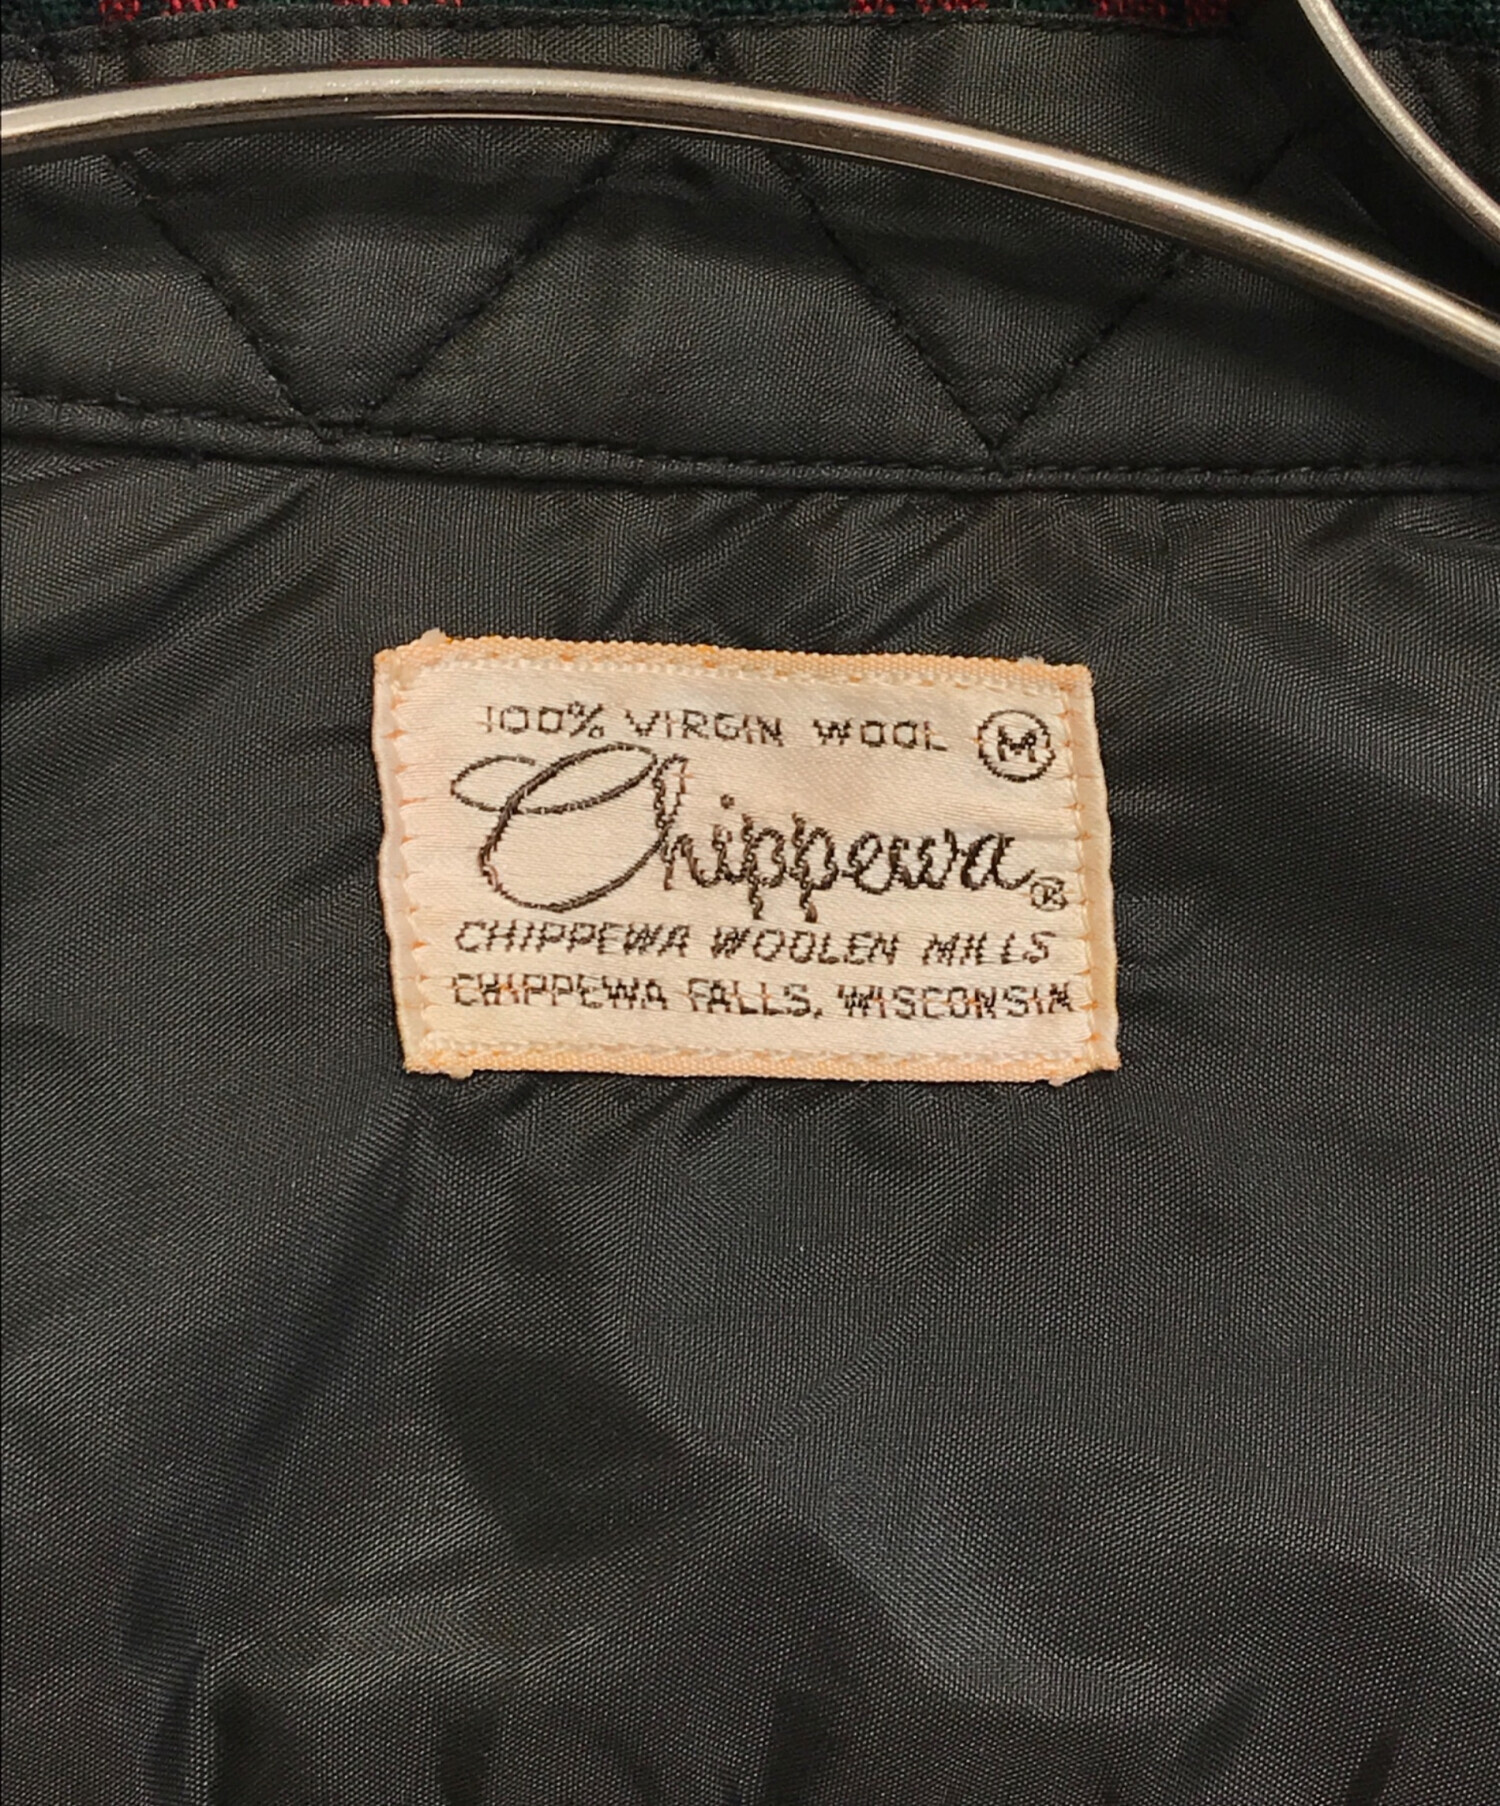 100% VIRGIN WOOL M
Chippewa®
CHIPPEWA WOOLEN MILLS
CHIPPEWA FALLS, WISCONSIN